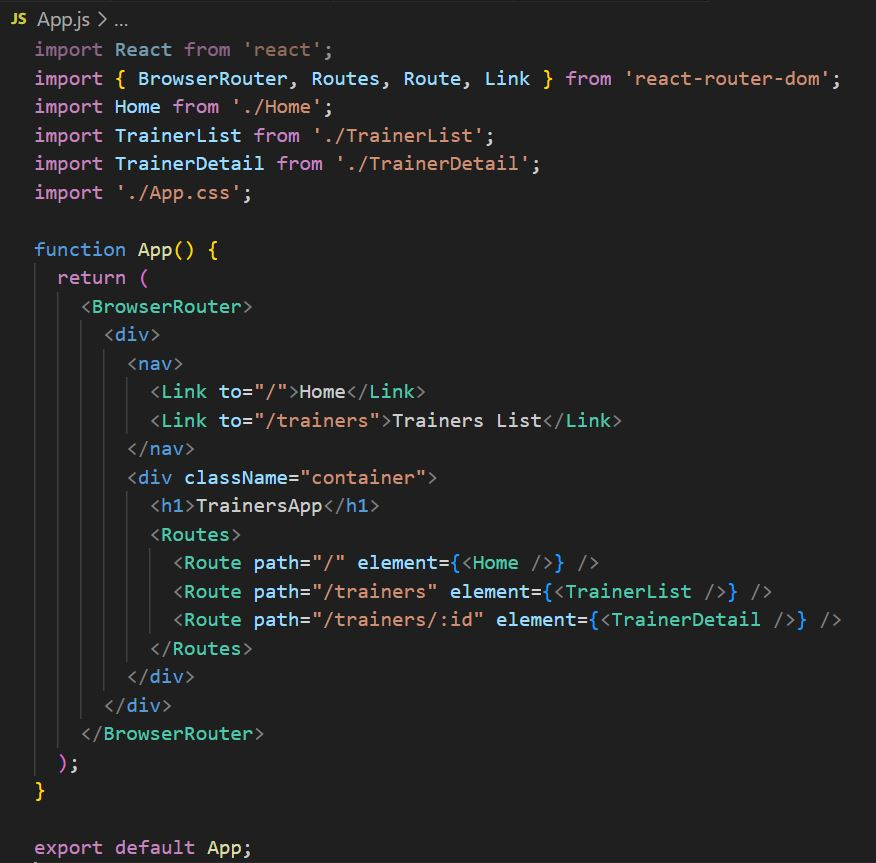 JS App.js > ...
import React from 'react';
import { BrowserRouter, Routes, Route, Link } from 'react-router-dom';
import Home from './Home';
import TrainerList from './TrainerList';
import TrainerDetail from './TrainerDetail';
import './App.css';

function App() {
  return (
    <BrowserRouter>
      <div>
        <nav>
          <Link to="/">Home</Link>
          <Link to="/trainers">Trainers List</Link>
        </nav>
        <div className="container">
          <h1>TrainersApp</h1>
          <Routes>
            <Route path="/" element={<Home />} />
            <Route path="/trainers" element={<TrainerList />} />
            <Route path="/trainers/:id" element={<TrainerDetail />} />
          </Routes>
        </div>
      </div>
    </BrowserRouter>
  );
}

export default App;